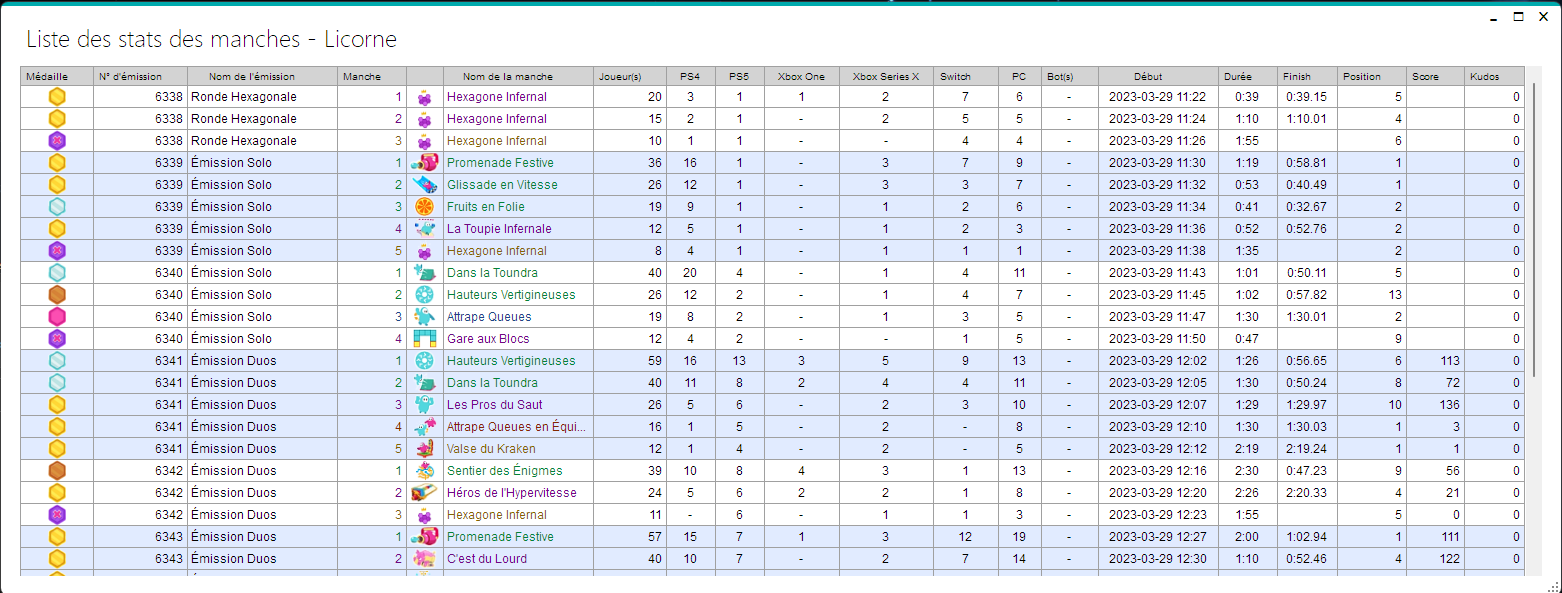 Liste des stats des manches - Licorne
Médaille N° d'émission Nom de l'émission Manche Nom de la manche Joueur(s) PS4 PS5 Xbox One Xbox Series X Switch PC Bot(s) Début Durée Finish Position Score Kudos
6338 Ronde Hexagonale 1 Hexagone Infernal 20 3 1 1 2 7 6 - 2023-03-29 11:22 0:39 0:39.15 5 0
6338 Ronde Hexagonale 2 Hexagone Infernal 15 2 1 - 2 5 5 - 2023-03-29 11:24 1:10 1:10.01 4 0
6338 Ronde Hexagonale 3 Hexagone Infernal 10 1 1 - - 4 4 - 2023-03-29 11:26 1:55 6 0
6339 Émission Solo 1 Promenade Festive 36 16 1 - 3 7 9 - 2023-03-29 11:30 1:19 0:58.81 1 0
6339 Émission Solo 2 Glissade en Vitesse 26 12 1 - 3 3 7 - 2023-03-29 11:32 0:53 0:40.49 1 0
6339 Émission Solo 3 Fruits en Folie 19 9 1 - 1 2 6 - 2023-03-29 11:34 0:41 0:32.67 2 0
6339 Émission Solo 4 La Toupie Infernale 12 5 1 - 1 2 3 - 2023-03-29 11:36 0:52 0:52.76 2 0
6339 Émission Solo 5 Hexagone Infernal 8 4 1 - 1 1 1 - 2023-03-29 11:38 1:35 2 0
6340 Émission Solo 1 Dans la Toundra 40 20 4 - 1 4 11 - 2023-03-29 11:43 1:01 0:50.11 5 0
6340 Émission Solo 2 Hauteurs Vertigineuses 26 12 2 - 1 4 7 - 2023-03-29 11:45 1:02 0:57.82 13 0
6340 Émission Solo 3 Attrape Queues 19 8 2 - 1 3 5 - 2023-03-29 11:47 1:30 1:30.01 2 0
6340 Émission Solo 4 Gare aux Blocs 12 4 2 - - 1 5 - 2023-03-29 11:50 0:47 9 0
6341 Émission Duos 1 Hauteurs Vertigineuses 59 16 13 3 5 9 13 - 2023-03-29 12:02 1:26 0:56.65 6 113 0
6341 Émission Duos 2 Dans la Toundra 40 11 8 2 4 4 11 - 2023-03-29 12:05 1:30 0:50.24 8 72 0
6341 Émission Duos 3 Les Pros du Saut 26 5 6 - 2 3 10 - 2023-03-29 12:07 1:29 1:29.97 10 136 0
6341 Émission Duos 4 Attrape Queues en Équi... 16 1 5 - 2 - 8 - 2023-03-29 12:10 1:30 1:30.03 1 3 0
6341 Émission Duos 5 Valse du Kraken 12 1 4 - 2 - 5 - 2023-03-29 12:12 2:19 2:19.24 1 1 0
6342 Émission Duos 1 Sentier des Énigmes 39 10 8 4 3 1 13 - 2023-03-29 12:16 2:30 0:47.23 9 56 0
6342 Émission Duos 2 Héros de l'Hypervitesse 24 5 6 2 2 1 8 - 2023-03-29 12:20 2:26 2:20.33 4 21 0
6342 Émission Duos 3 Hexagone Infernal 11 - 6 - 1 1 3 - 2023-03-29 12:23 1:55 5 0 0
6343 Émission Duos 1 Promenade Festive 57 15 7 1 3 12 19 - 2023-03-29 12:27 2:00 1:02.94 1 111 0
6343 Émission Duos 2 C'est du Lourd 40 10 7 - 2 7 14 - 2023-03-29 12:30 1:10 0:52.46 4 122 0